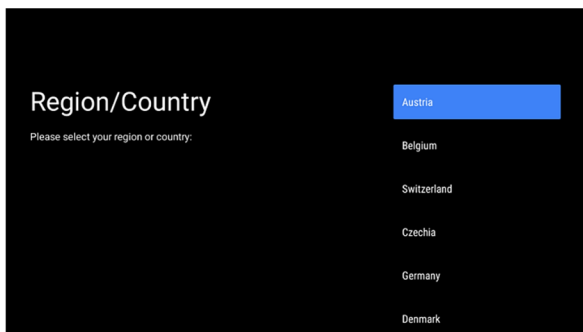 Region/Country
Please select your region or country:
Austria
Belgium
Switzerland
Czechia
Germany
Denmark